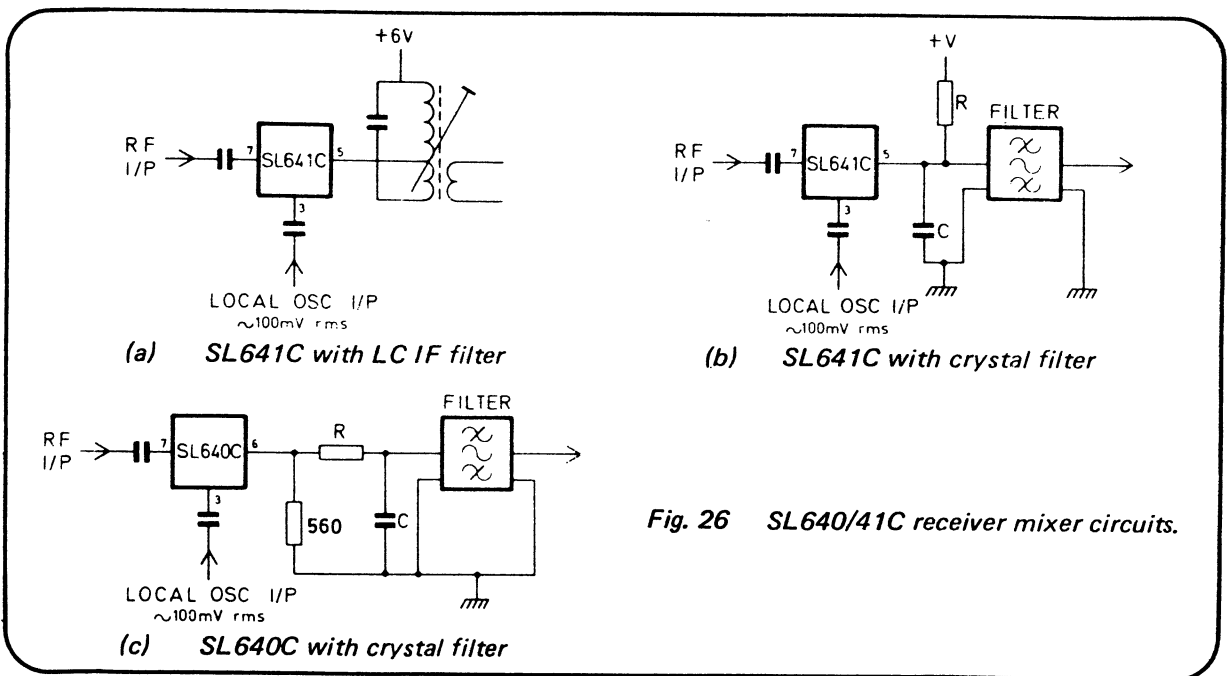 +6V
RF
I/P
7
SL641C
5
3
LOCAL OSC I/P
~100mV rms
(a) SL641C with LC IF filter
+V
R
FILTER
RF
I/P
7
SL641C
5
3
C
LOCAL OSC I/P
~100mV rms
(b) SL641C with crystal filter
FILTER
RF
I/P
7
SL640C
6
R
3
560
C
LOCAL OSC I/P
~100mV rms
(c) SL640C with crystal filter
Fig. 26 SL640/41C receiver mixer circuits.